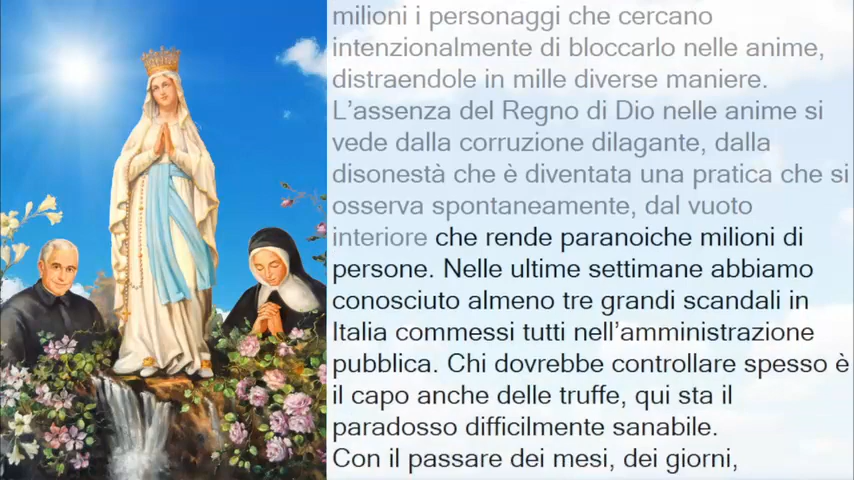 milioni i personaggi che cercano
intenzionalmente di bloccarlo nelle anime,
distraendole in mille diverse maniere.
L'assenza del Regno di Dio nelle anime si
vede dalla corruzione dilagante, dalla
disonestà che è diventata una pratica che si
osserva spontaneamente, dal vuoto
interiore che rende paranoiche milioni di
persone. Nelle ultime settimane abbiamo
conosciuto almeno tre grandi scandali in
Italia commessi tutti nell'amministrazione
pubblica. Chi dovrebbe controllare spesso è
il capo anche delle truffe, qui sta il
paradosso difficilmente sanabile.
Con il passare dei mesi, dei giorni,